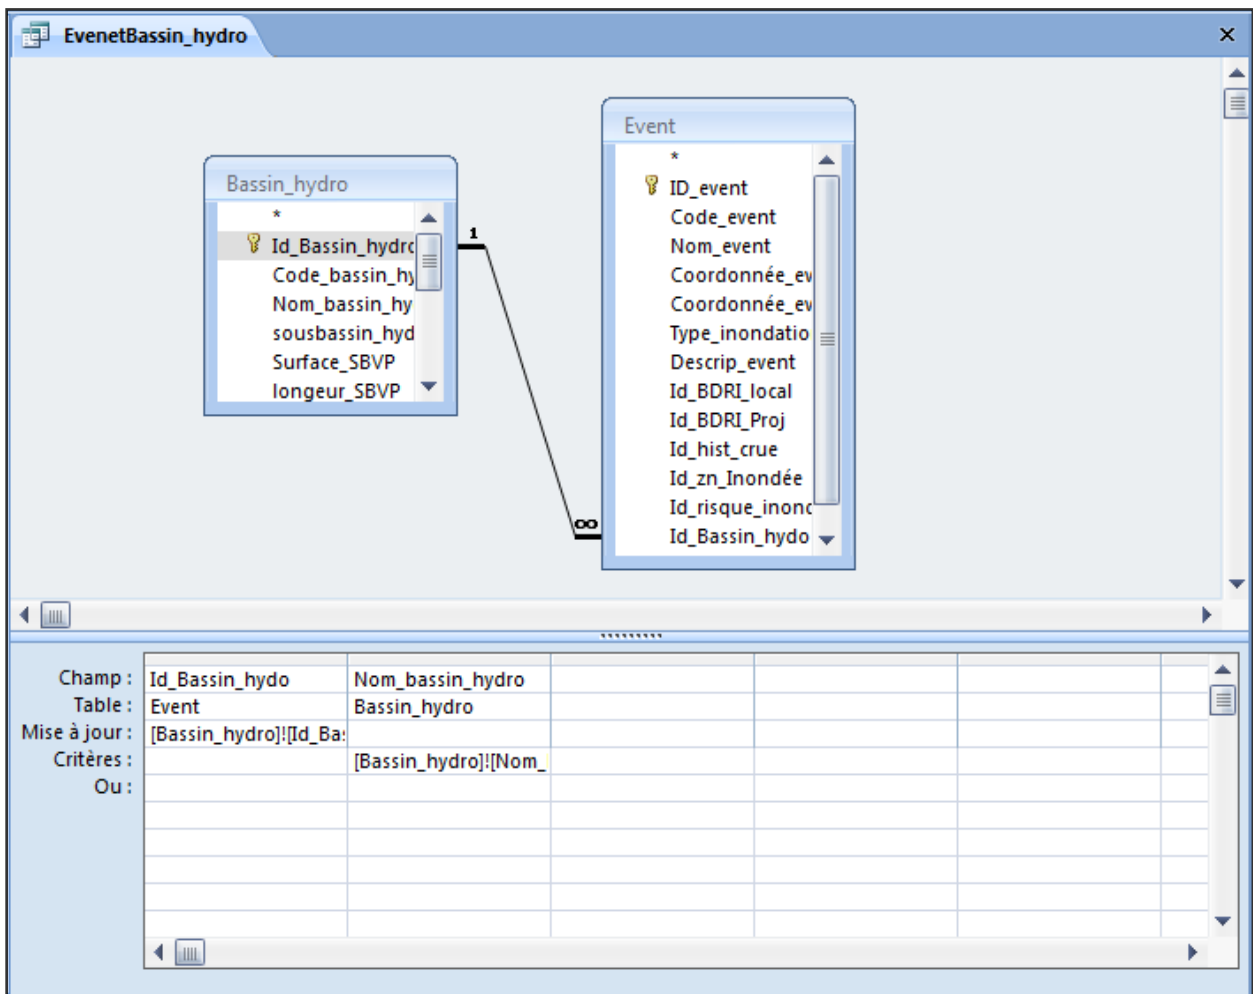 EvenetBassin_hydro
Event
*
ID_event
Code_event
Nom_event
Coordonnée_ev
Coordonnée_ev
Type_inondatio
Descrip_event
Id_BDRI_local
Id_BDRI_Proj
Id_hist_crue
Id_zn_Inondée
Id_risque_inond
Id_Bassin_hydo
Bassin_hydro
*
Id_Bassin_hydro
Code_bassin_hy
Nom_bassin_hy
sousbassin_hyd
Surface_SBVP
longeur_SBVP
1
∞
Champ : Id_Bassin_hydo Nom_bassin_hydro
Table : Event Bassin_hydro
Mise à jour : [Bassin_hydro]![Id_Bas
Critères : [Bassin_hydro]![Nom_
Ou :